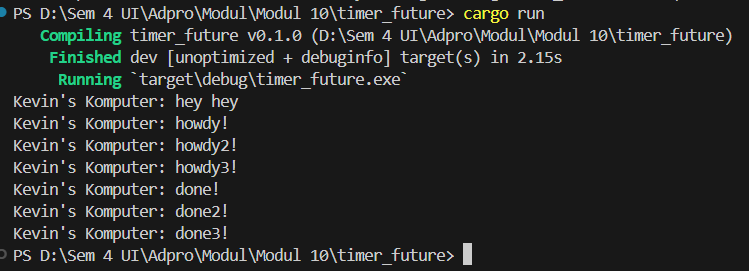 PS D:\Sem 4 UI\Adpro\Modul\Modul 10\timer_future> cargo run
   Compiling timer_future v0.1.0 (D:\Sem 4 UI\Adpro\Modul\Modul 10\timer_future)
    Finished dev [unoptimized + debuginfo] target(s) in 2.15s
     Running `target\debug\timer_future.exe`
Kevin's Komputer: hey hey
Kevin's Komputer: howdy!
Kevin's Komputer: howdy2!
Kevin's Komputer: howdy3!
Kevin's Komputer: done!
Kevin's Komputer: done2!
Kevin's Komputer: done3!
PS D:\Sem 4 UI\Adpro\Modul\Modul 10\timer_future>